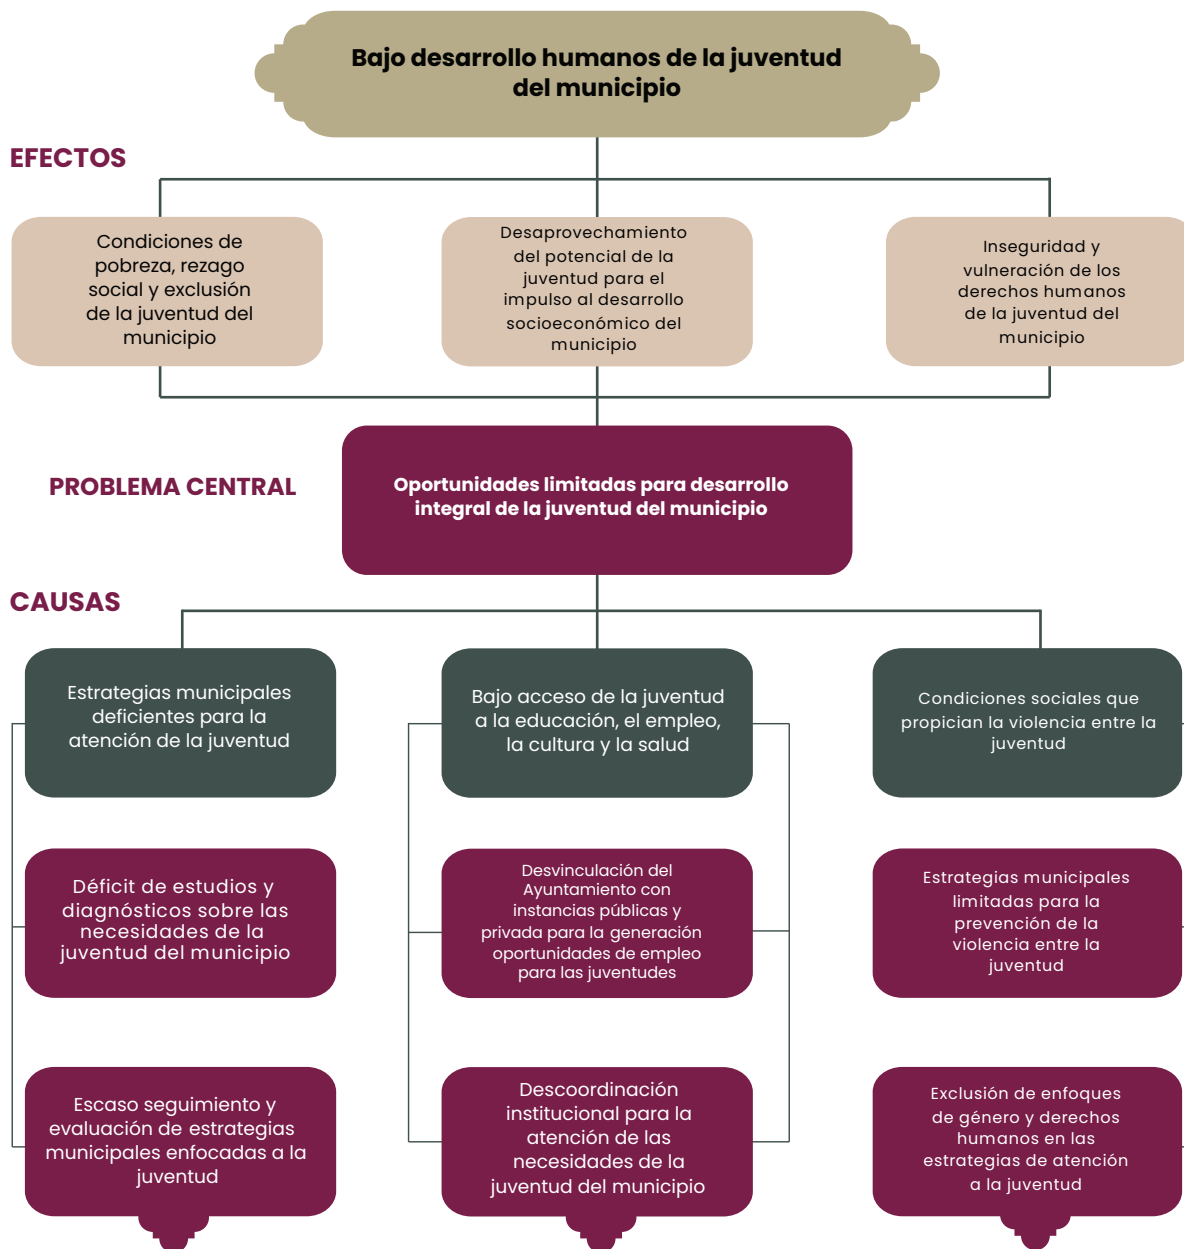 Bajo desarrollo humanos de la juventud
del municipio
EFECTOS
Condiciones de
pobreza, rezago
social y exclusión
de la juventud del
municipio
Desaprovechamiento
del potencial de la
juventud para el
impulso al desarrollo
socioeconómico del
municipio
Inseguridad y
vulneración de los
derechos humanos
de la juventud del
municipio
PROBLEMA CENTRAL
Oportunidades limitadas para desarrollo
integral de la juventud del municipio
CAUSAS
Estrategias municipales
deficientes para la
atención de la juventud
Bajo acceso de la juventud
a la educación, el empleo,
la cultura y la salud
Condiciones sociales que
propician la violencia entre la
juventud
Déficit de estudios y
diagnósticos sobre las
necesidades de la
juventud del municipio
Desvinculación del
Ayuntamiento con
instancias públicas y
privada para la generación
oportunidades de empleo
para las juventudes
Estrategias municipales
limitadas para la
prevención de la
violencia entre la
juventud
Escaso seguimiento y
evaluación de estrategias
municipales enfocadas a la
juventud
Descoordinación
institucional para la
atención de las
necesidades de la
juventud del municipio
Exclusión de enfoques
de género y derechos
humanos en las
estrategias de atención
a la juventud